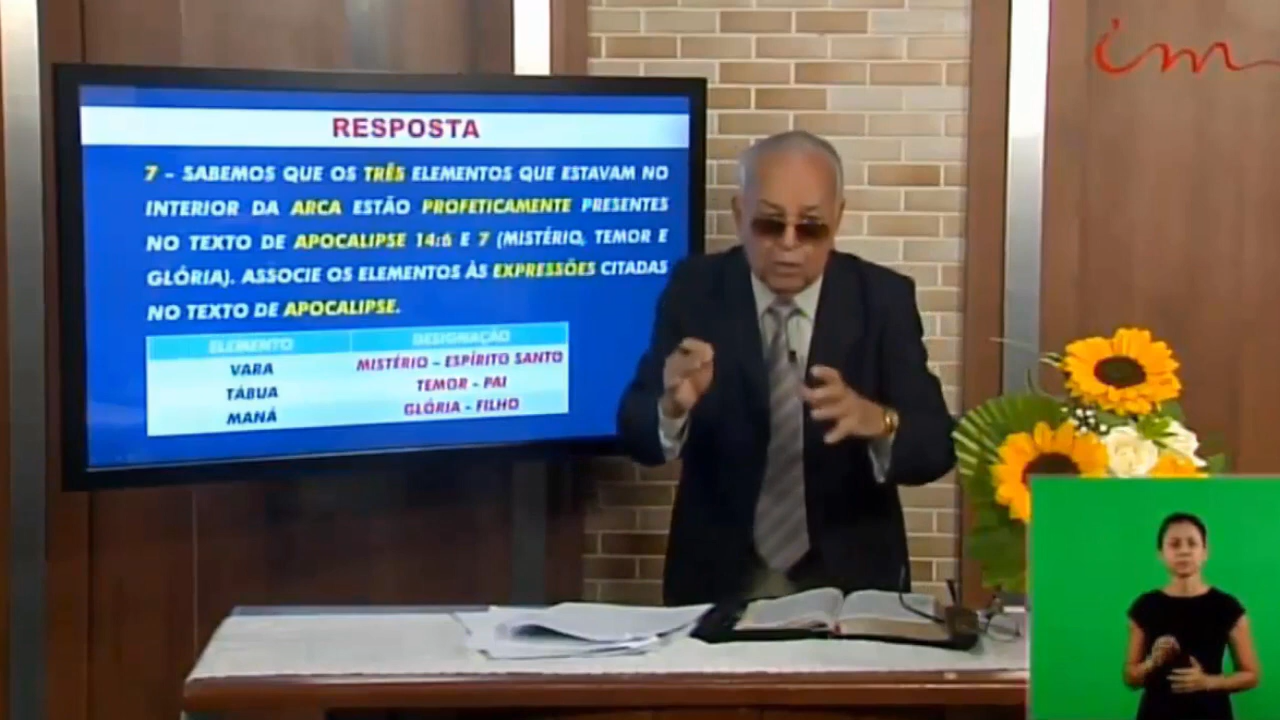 im
RESPOSTA
7 – SABEMOS QUE OS TRÊS ELEMENTOS QUE ESTAVAM NO
INTERIOR DA ARCA ESTÃO PROFETICAMENTE PRESENTES
NO TEXTO DE APOCALIPSE 14:6 E 7 (MISTÉRIO, TEMOR E
GLÓRIA). ASSOCIE OS ELEMENTOS ÀS EXPRESSÕES CITADAS
NO TEXTO DE APOCALIPSE.
ELEMENTO DESIGNAÇÃO
VARA MISTÉRIO – ESPÍRITO SANTO
TÁBUA TEMOR - PAI
MANÁ GLÓRIA - FILHO